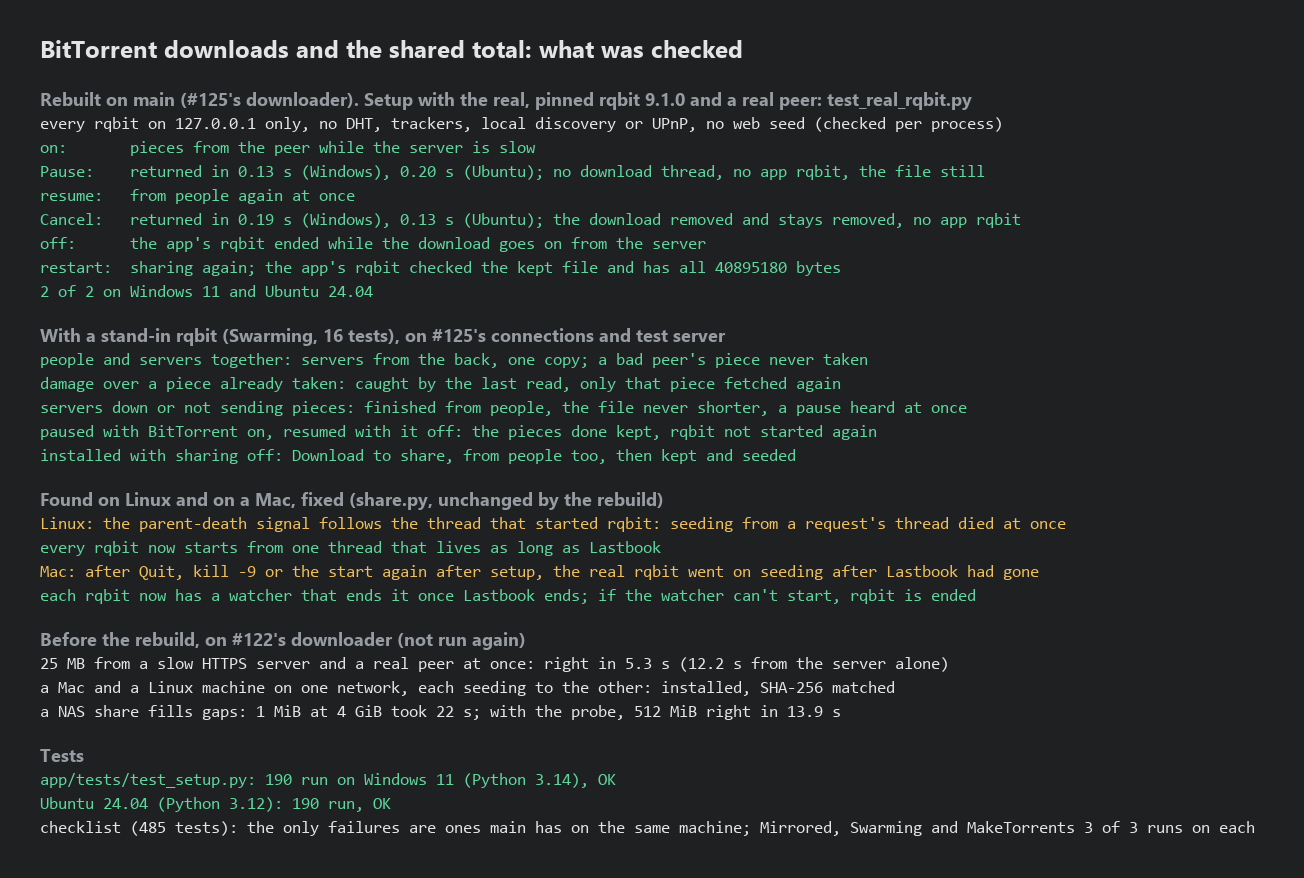 BitTorrent downloads and the shared total: what was checked
Rebuilt on main (#125's downloader). Setup with the real, pinned rqbit 9.1.0 and a real peer: test_real_rqbit.py
every rqbit on 127.0.0.1 only, no DHT, trackers, local discovery or UPnP, no web seed (checked per process)
on: pieces from the peer while the server is slow
Pause: returned in 0.13 s (Windows), 0.20 s (Ubuntu); no download thread, no app rqbit, the file still
resume: from people again at once
Cancel: returned in 0.19 s (Windows), 0.13 s (Ubuntu); the download removed and stays removed, no app rqbit
off: the app's rqbit ended while the download goes on from the server
restart: sharing again; the app's rqbit checked the kept file and has all 40895180 bytes
2 of 2 on Windows 11 and Ubuntu 24.04
With a stand-in rqbit (Swarming, 16 tests), on #125's connections and test server
people and servers together: servers from the back, one copy; a bad peer's piece never taken
damage over a piece already taken: caught by the last read, only that piece fetched again
servers down or not sending pieces: finished from people, the file never shorter, a pause heard at once
paused with BitTorrent on, resumed with it off: the pieces done kept, rqbit not started again
installed with sharing off: Download to share, from people too, then kept and seeded
Found on Linux and on a Mac, fixed (share.py, unchanged by the rebuild)
Linux: the parent-death signal follows the thread that started rqbit: seeding from a request's thread died at once
every rqbit now starts from one thread that lives as long as Lastbook
Mac: after Quit, kill -9 or the start again after setup, the real rqbit went on seeding after Lastbook had gone
each rqbit now has a watcher that ends it once Lastbook ends; if the watcher can't start, rqbit is ended
Before the rebuild, on #122's downloader (not run again)
25 MB from a slow HTTPS server and a real peer at once: right in 5.3 s (12.2 s from the server alone)
a Mac and a Linux machine on one network, each seeding to the other: installed, SHA-256 matched
a NAS share fills gaps: 1 MiB at 4 GiB took 22 s; with the probe, 512 MiB right in 13.9 s
Tests
app/tests/test_setup.py: 190 run on Windows 11 (Python 3.14), OK
Ubuntu 24.04 (Python 3.12): 190 run, OK
checklist (485 tests): the only failures are ones main has on the same machine; Mirrored, Swarming and MakeTorrents 3 of 3 runs on each